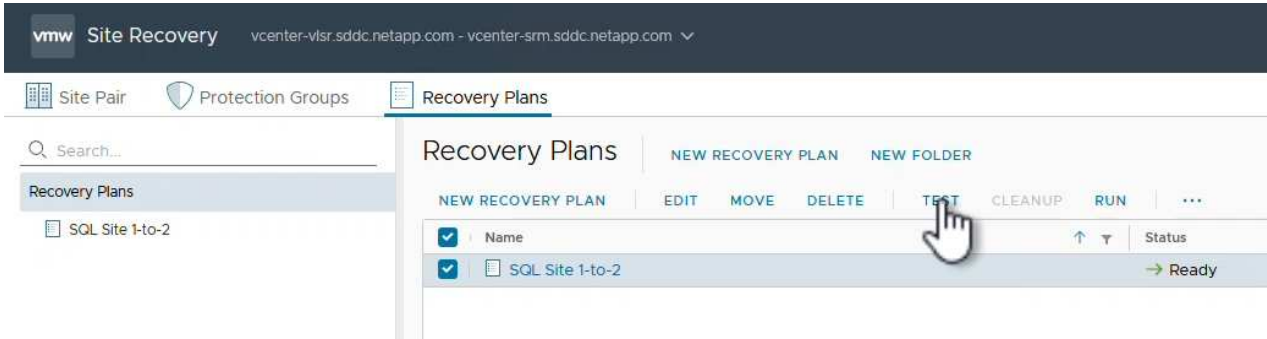 vmw Site Recovery vcenter-vlsr.sddc.netapp.com - vcenter-srm.sddc.netapp.com
Site Pair Protection Groups Recovery Plans
Search...
Recovery Plans NEW RECOVERY PLAN NEW FOLDER
Recovery Plans
NEW RECOVERY PLAN EDIT MOVE DELETE TEST CLEANUP RUN ...
SQL Site 1-to-2
Name Status
SQL Site 1-to-2 Ready